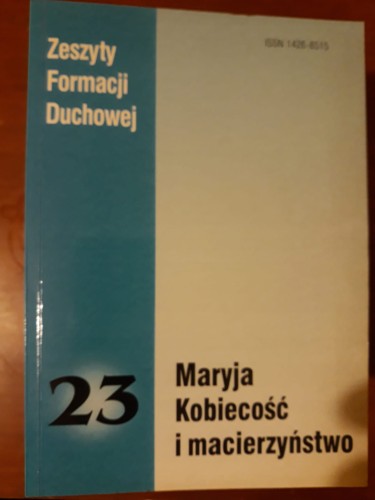 Zeszyty
Formacji
Duchowej
ISSN 1426-8515
23
Maryja
Kobiecość
i macierzyństwo